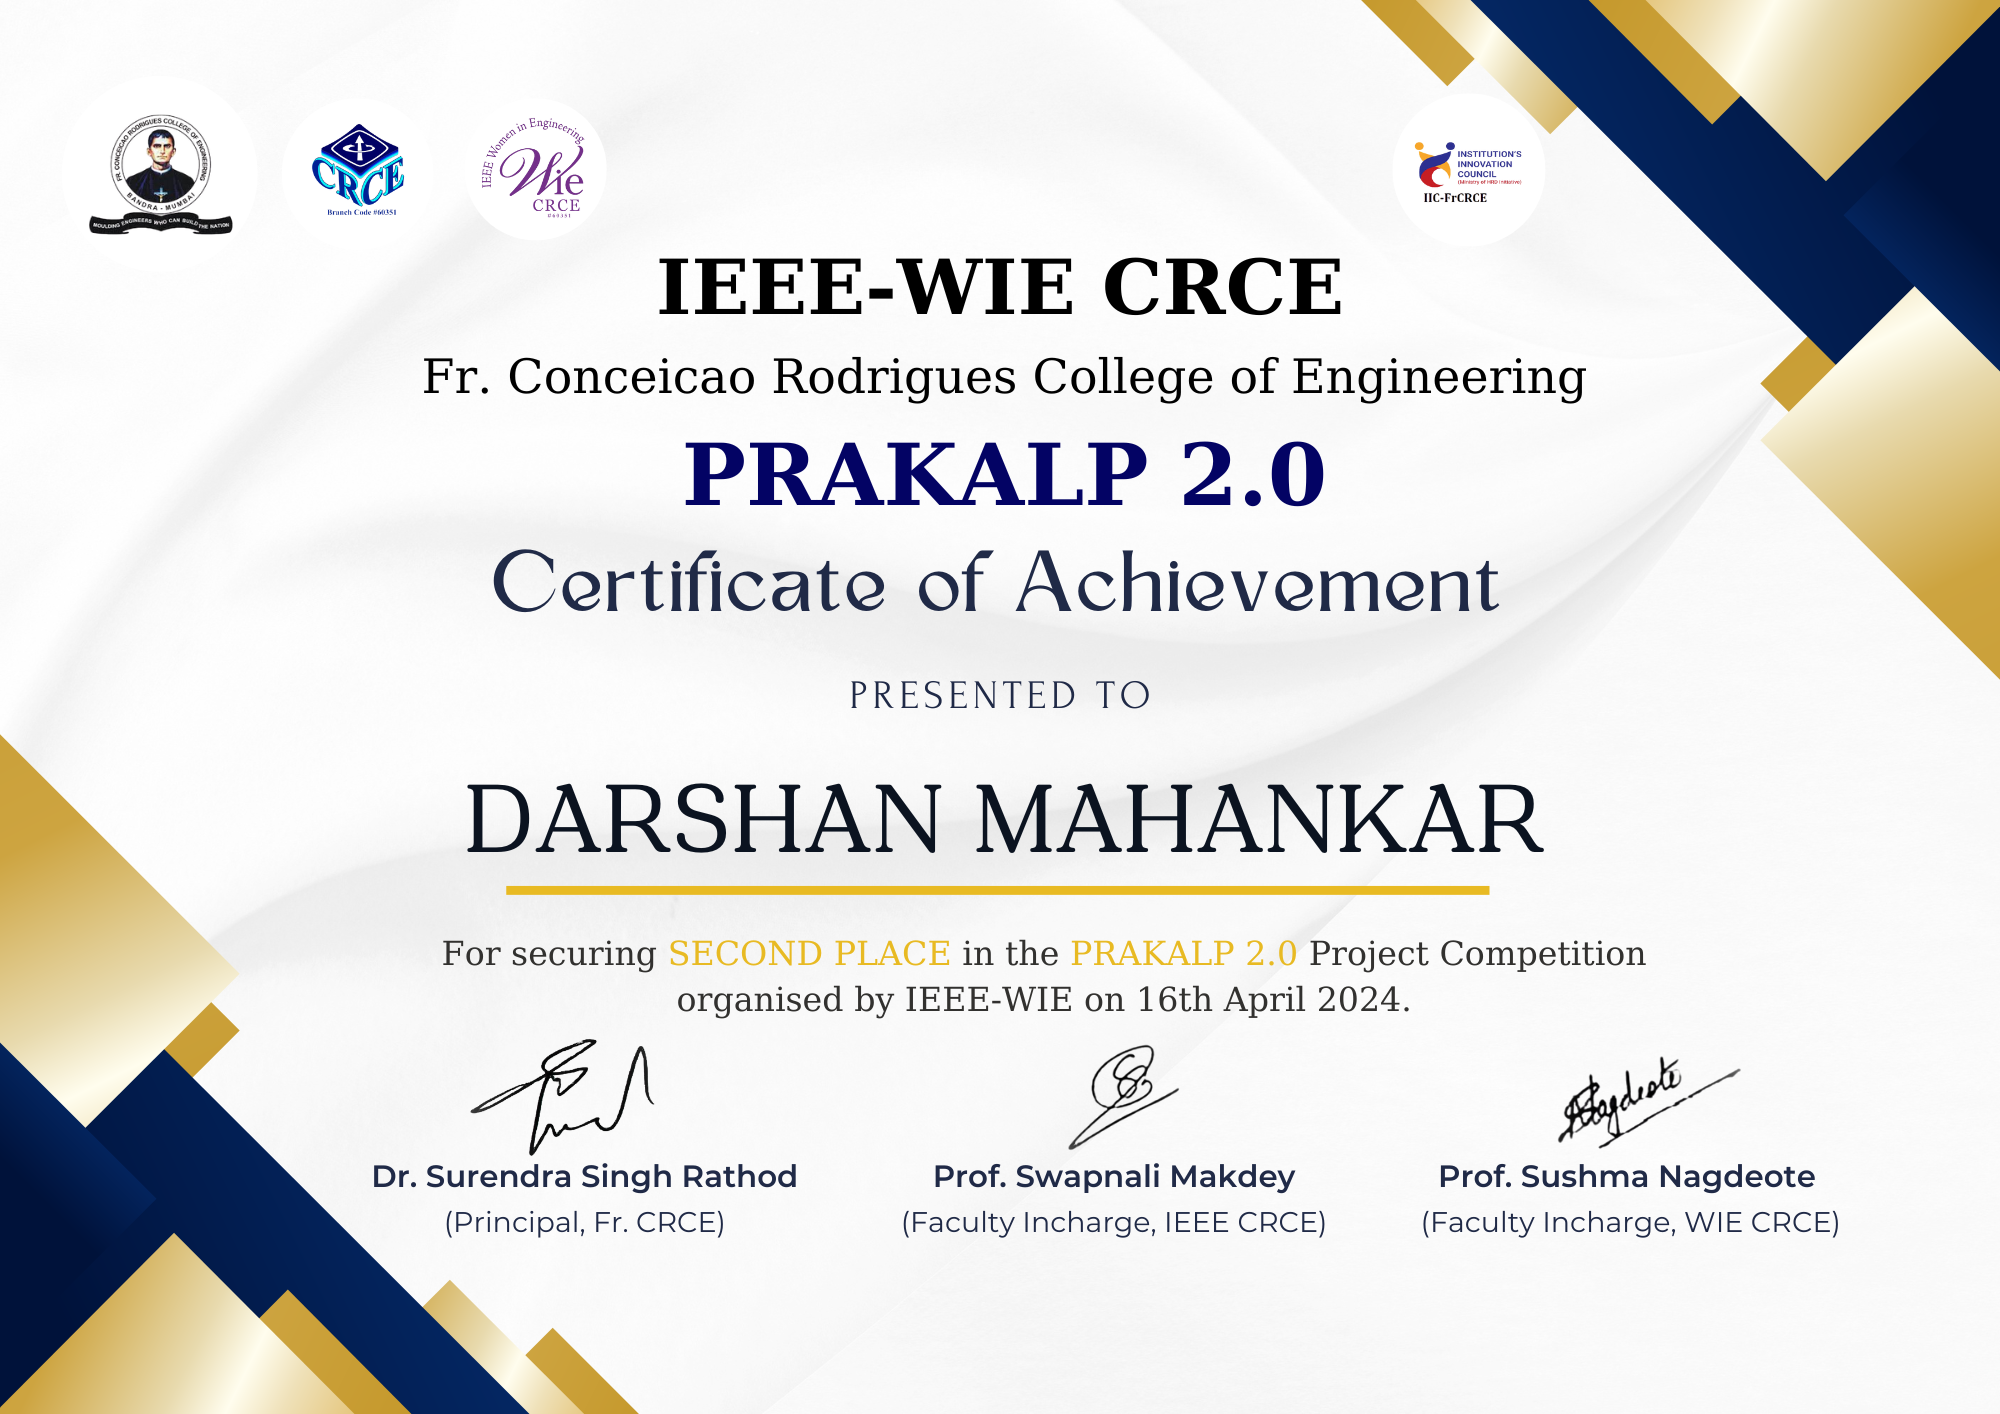 FR. CONCEICAO RODRIGUES COLLEGE OF ENGINEERING
BANDRA - MUMBAI
MOULDING ENGINEERS WHO CAN BUILD THE NATION
CRCE
Branch Code #60351
IEEE Women in Engineering
Wie
CRCE
#60351
INSTITUTION'S
INNOVATION
COUNCIL
(Ministry of HRD Initiative)
IIC-FrCRCE
IEEE-WIE CRCE
Fr. Conceicao Rodrigues College of Engineering
PRAKALP 2.0
Certificate of Achievement
PRESENTED TO
DARSHAN MAHANKAR
For securing SECOND PLACE in the PRAKALP 2.0 Project Competition
organised by IEEE-WIE on 16th April 2024.
Dr. Surendra Singh Rathod
(Principal, Fr. CRCE)
Prof. Swapnali Makdey
(Faculty Incharge, IEEE CRCE)
Prof. Sushma Nagdeote
(Faculty Incharge, WIE CRCE)